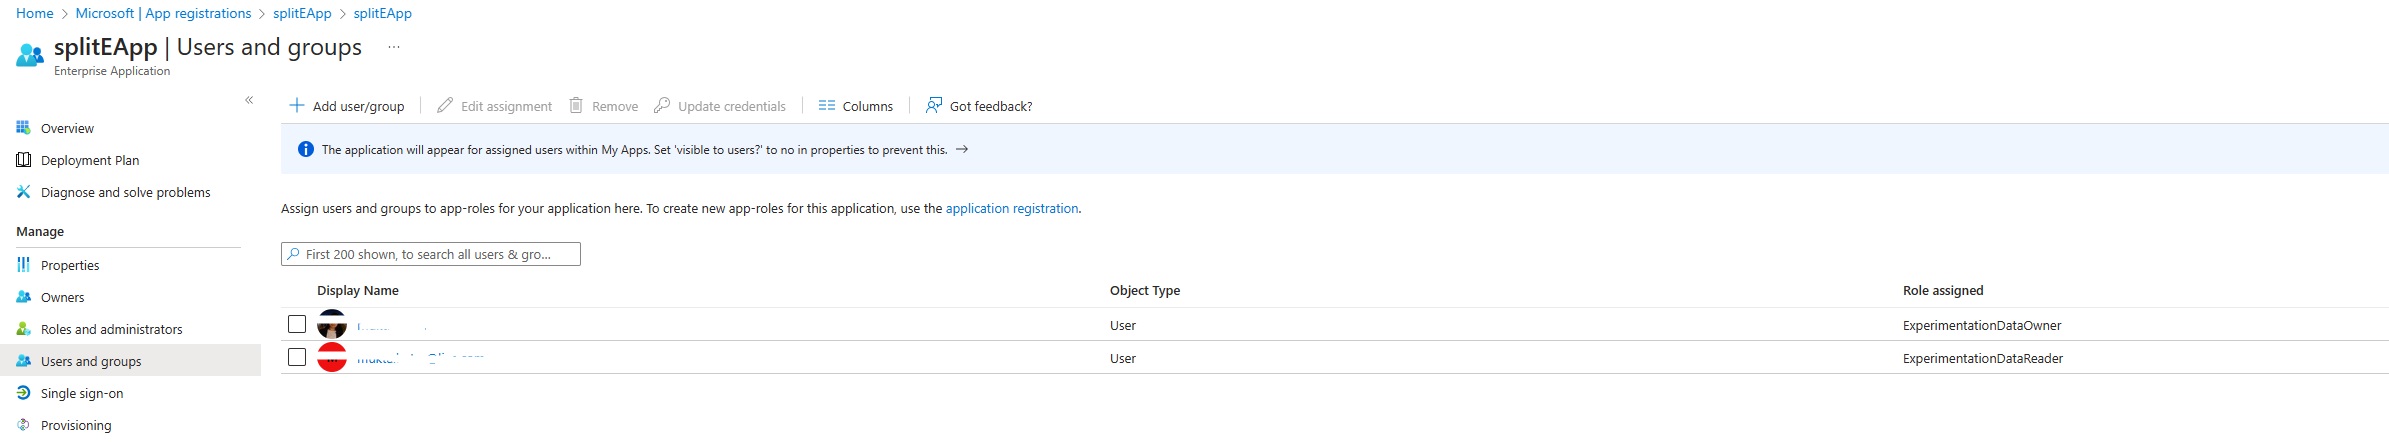 Home > Microsoft | App registrations > splitEApp > splitEApp
splitEApp | Users and groups ...
Enterprise Application
«
Add user/group Edit assignment Remove Update credentials Columns Got feedback?
Overview
Deployment Plan
Diagnose and solve problems
Manage
Properties
Owners
Roles and administrators
Users and groups
Single sign-on
Provisioning
The application will appear for assigned users within My Apps. Set 'visible to users?' to no in properties to prevent this. →
Assign users and groups to app-roles for your application here. To create new app-roles for this application, use the application registration.
First 200 shown, to search all users & gro...
Display Name Object Type Role assigned
User ExperimentationDataOwner
User ExperimentationDataReader